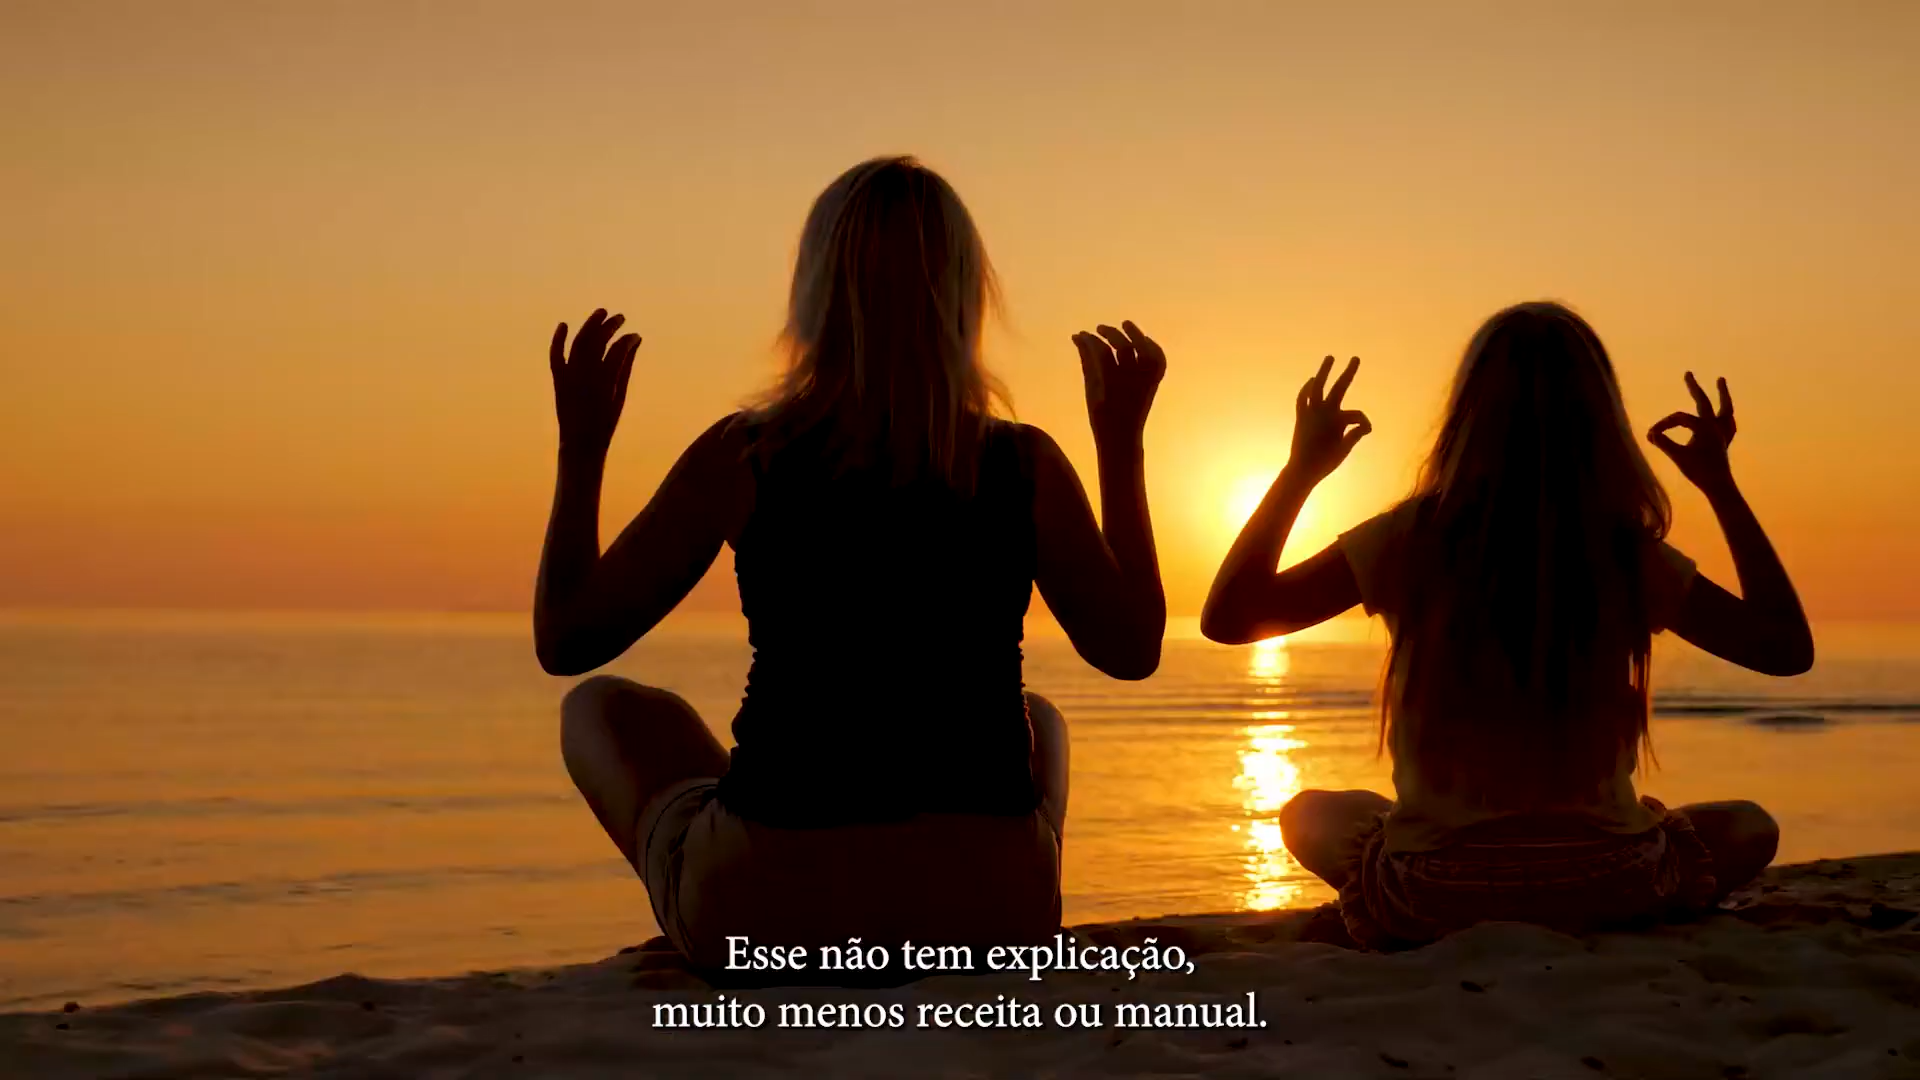 Esse não tem explicação,
muito menos receita ou manual.